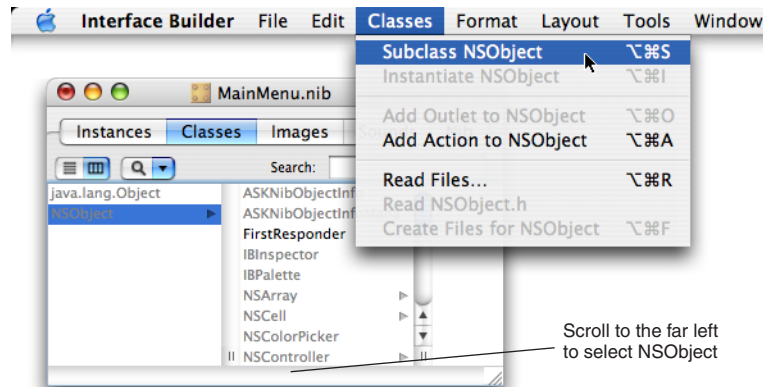 Interface Builder File Edit Classes Format Layout Tools Window
Subclass NSObject ⌥⌘S
Instantiate NSObject ⌥⌘I
Add Outlet to NSObject ⌥⌘O
Add Action to NSObject ⌥⌘A
Read Files... ⌥⌘R
Read NSObject.h
Create Files for NSObject ⌥⌘F
MainMenu.nib
Instances Classes Images
Search:
java.lang.Object
NSObject
FirstResponder
IBInspector
IBPalette
NSArray
NSCell
NSColorPicker
NSController
Scroll to the far left
to select NSObject